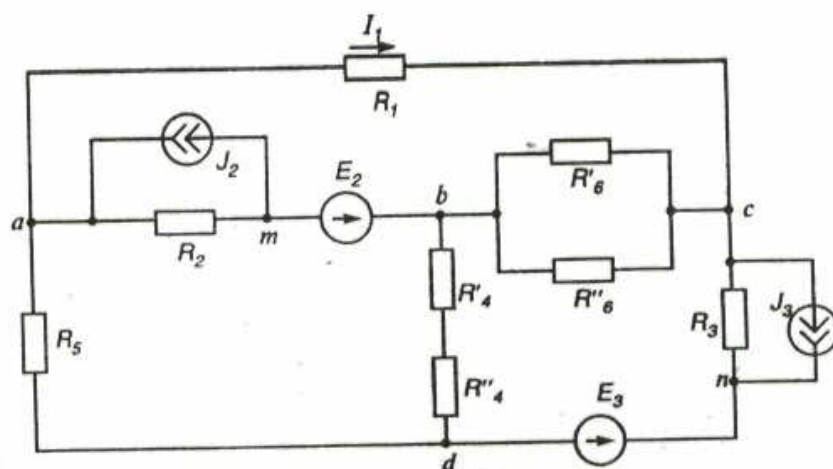 I₁
R₁
J₂
E₂
b
R'₆
a
m
c
R₂
R''₆
R'₄
J₃
R₃
R₅
n
R''₄
E₃
d